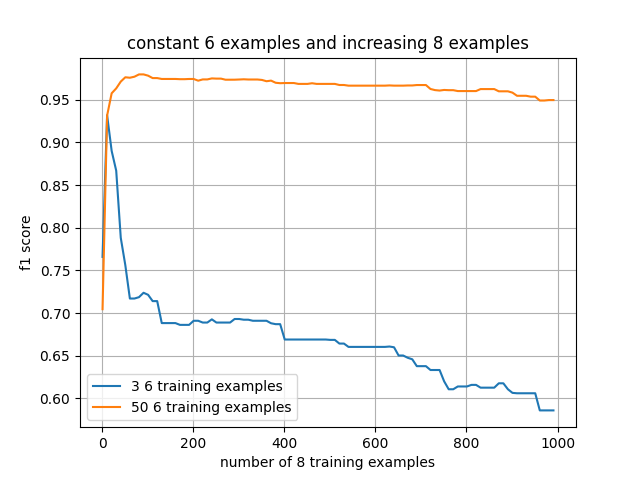 constant 6 examples and increasing 8 examples
f1 score
0.95
0.90
0.85
0.80
0.75
0.70
0.65
0.60
3 6 training examples
50 6 training examples
0 200 400 600 800 1000
number of 8 training examples